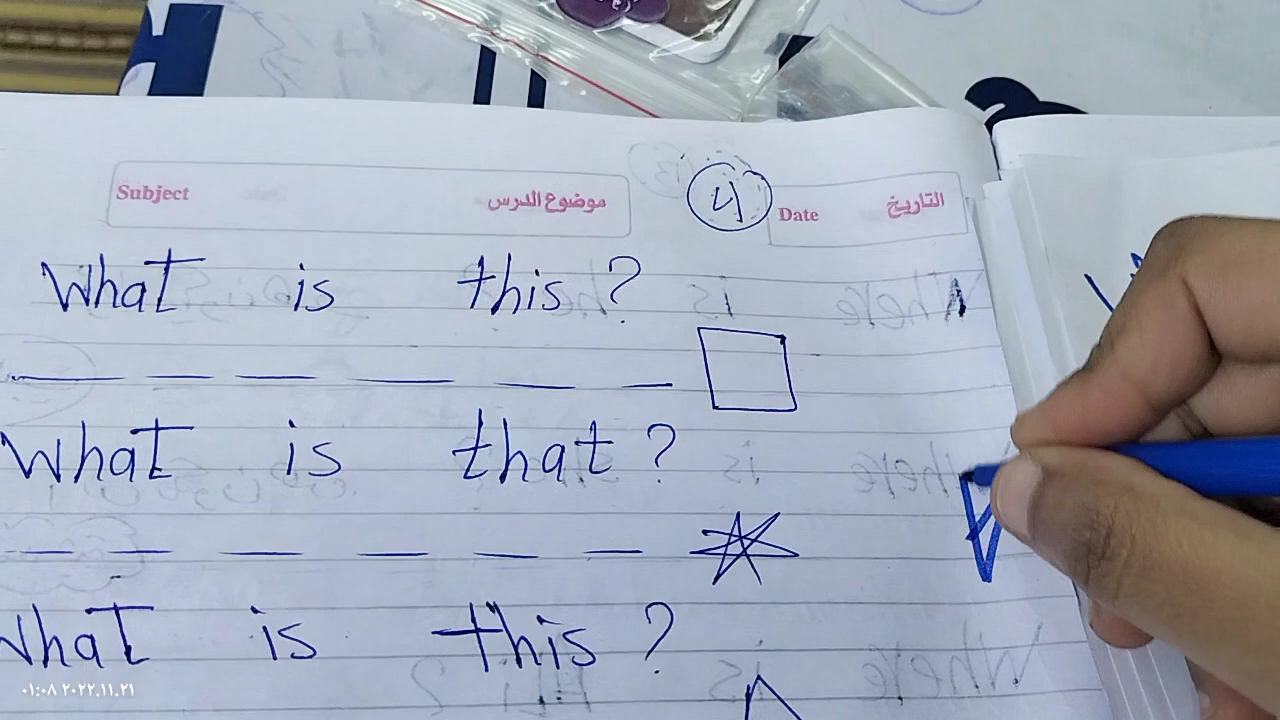 Subject موضوع الدرس
4
Date التاريخ
What is this?
What is that?
What is this?
٠١:٠٨ ٢٠٢٢.١١.٢١